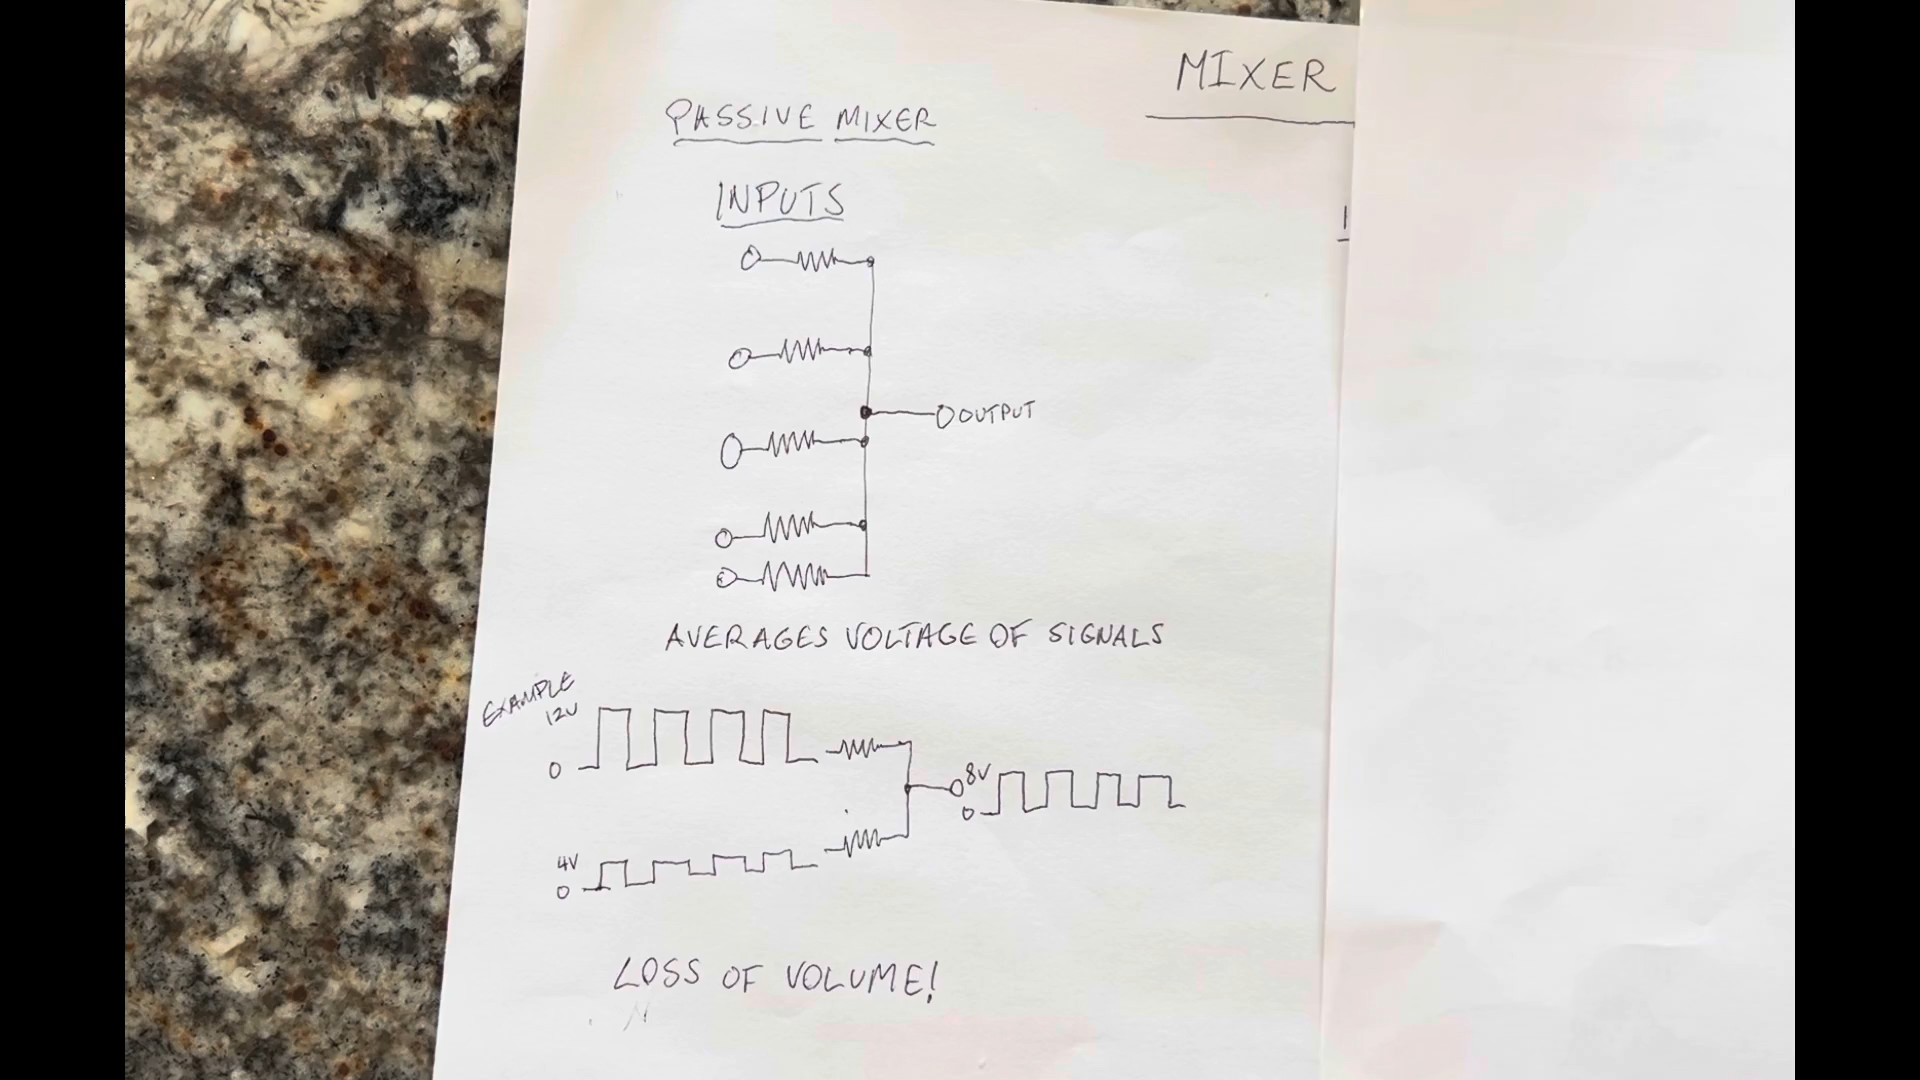 MIXER
PASSIVE MIXER
INPUTS
OUTPUT
AVERAGES VOLTAGE OF SIGNALS
EXAMPLE
12V
0
8V
0
4V
0
LOSS OF VOLUME!